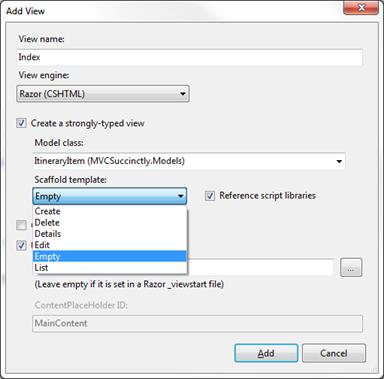 Add View
View name:
Index
View engine:
Razor (CSHTML)
Create a strongly-typed view
Model class:
ItineraryItem (MVCSuccinctly.Models)
Scaffold template:
Empty
Reference script libraries
Create
Delete
Details
Edit
Empty
List
...
(Leave empty if it is set in a Razor _viewstart file)
ContentPlaceHolder ID:
MainContent
Add
Cancel